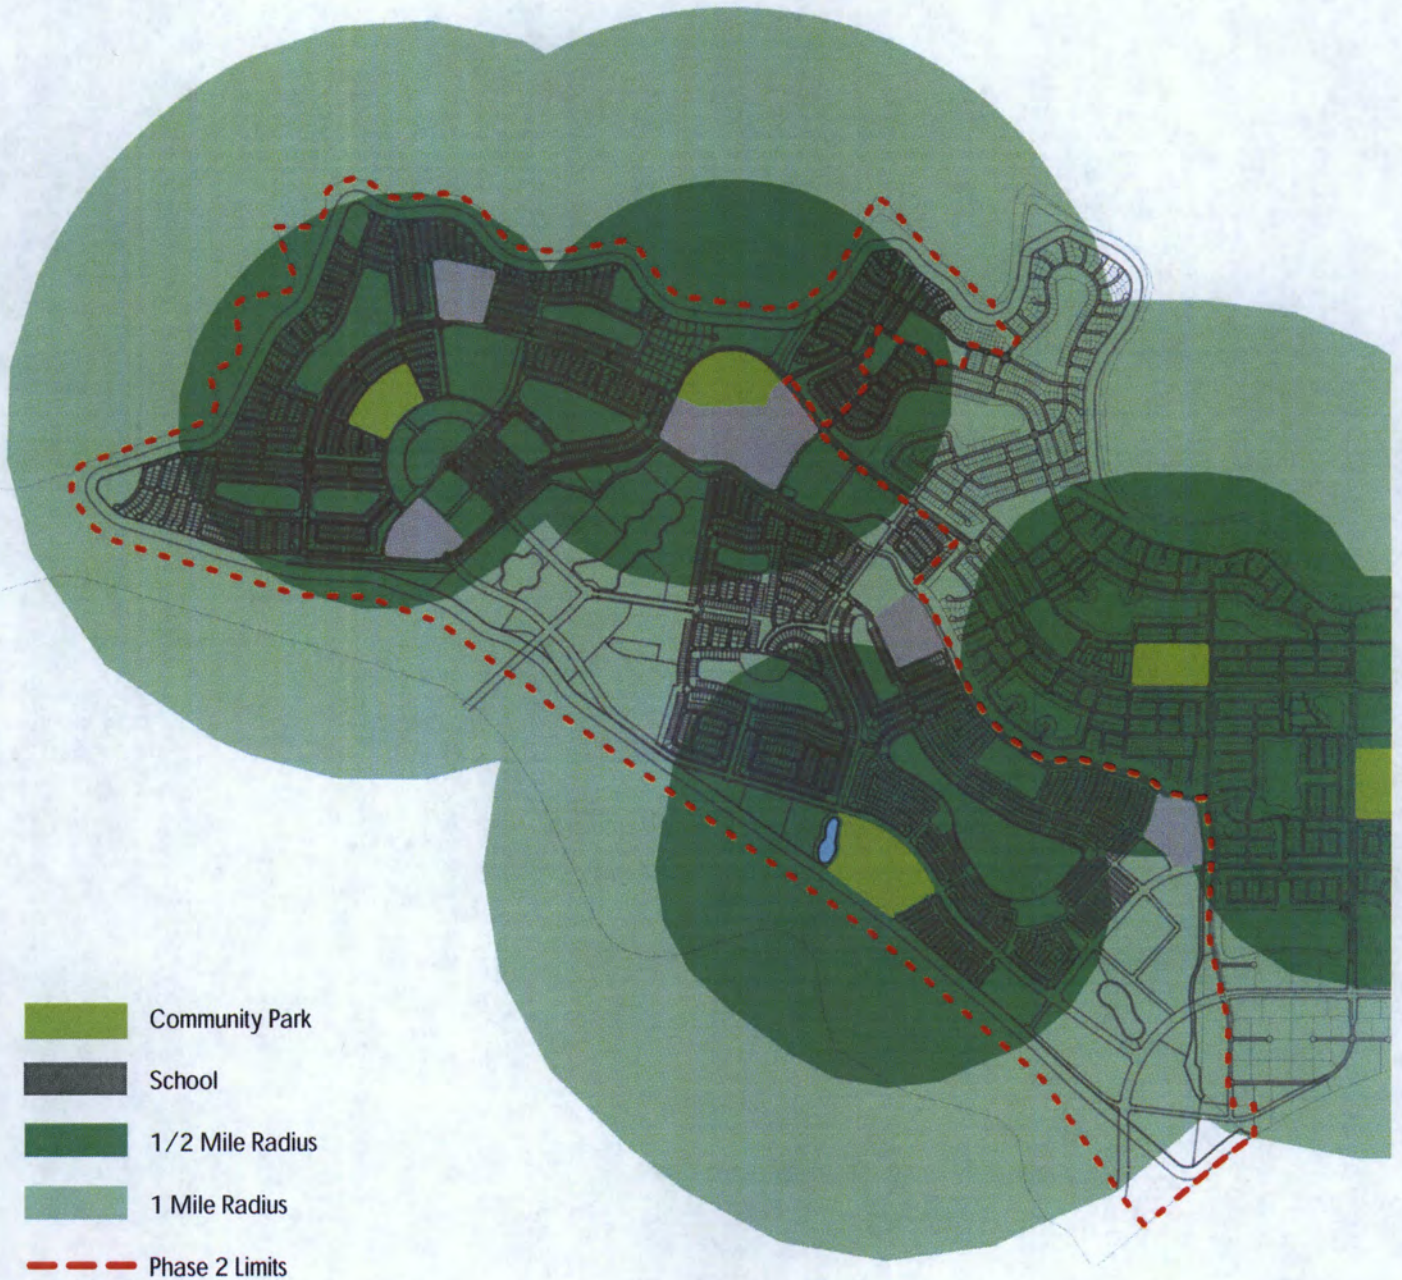 Community Park
School
1/2 Mile Radius
1 Mile Radius
Phase 2 Limits